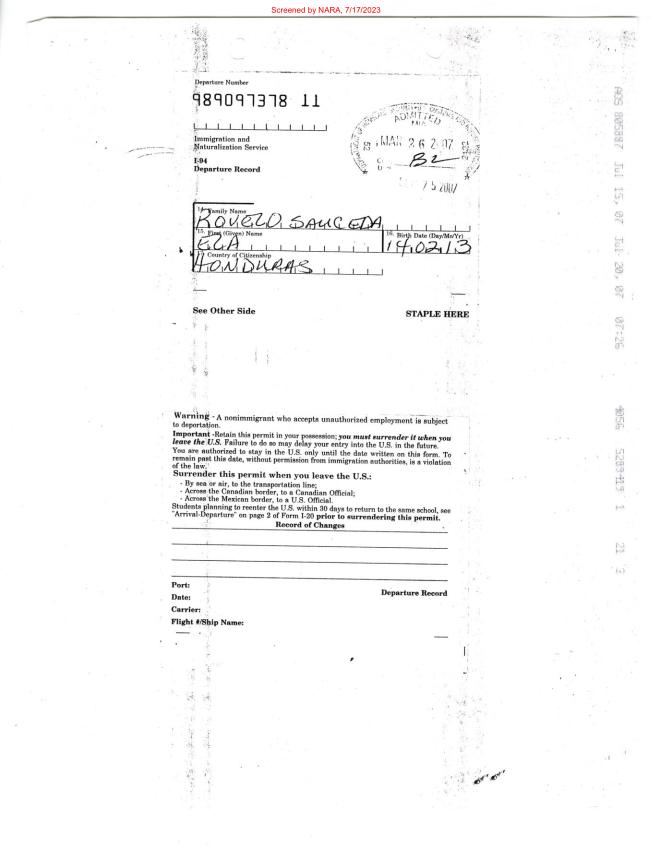 Screened by NARA, 7/17/2023
Departure Number
989097378 11
Immigration and
Naturalization Service
I-94
Departure Record
ADMITTED
MAR 26 2007
B2
25 2007
14. Family Name
ROVELO SAUCEDA
15. First (Given) Name
ELA
16. Birth Date (Day/Mo/Yr)
14,02,13
17. Country of Citizenship
HONDURAS
See Other Side
STAPLE HERE
Warning - A nonimmigrant who accepts unauthorized employment is subject
to deportation.
Important - Retain this permit in your possession; you must surrender it when you
leave the U.S. Failure to do so may delay your entry into the U.S. in the future.
You are authorized to stay in the U.S. only until the date written on this form. To
remain past this date, without permission from immigration authorities, is a violation
of the law.
Surrender this permit when you leave the U.S.:
- By sea or air, to the transportation line;
- Across the Canadian border, to a Canadian Official;
- Across the Mexican border, to a U.S. Official.
Students planning to reenter the U.S. within 30 days to return to the same school, see
"Arrival-Departure" on page 2 of Form I-20 prior to surrendering this permit.
Record of Changes
Port:
Date:
Carrier:
Flight #/Ship Name:
Departure Record
Jul 15, 07 Jul 20, 07 07:26
1 21 3